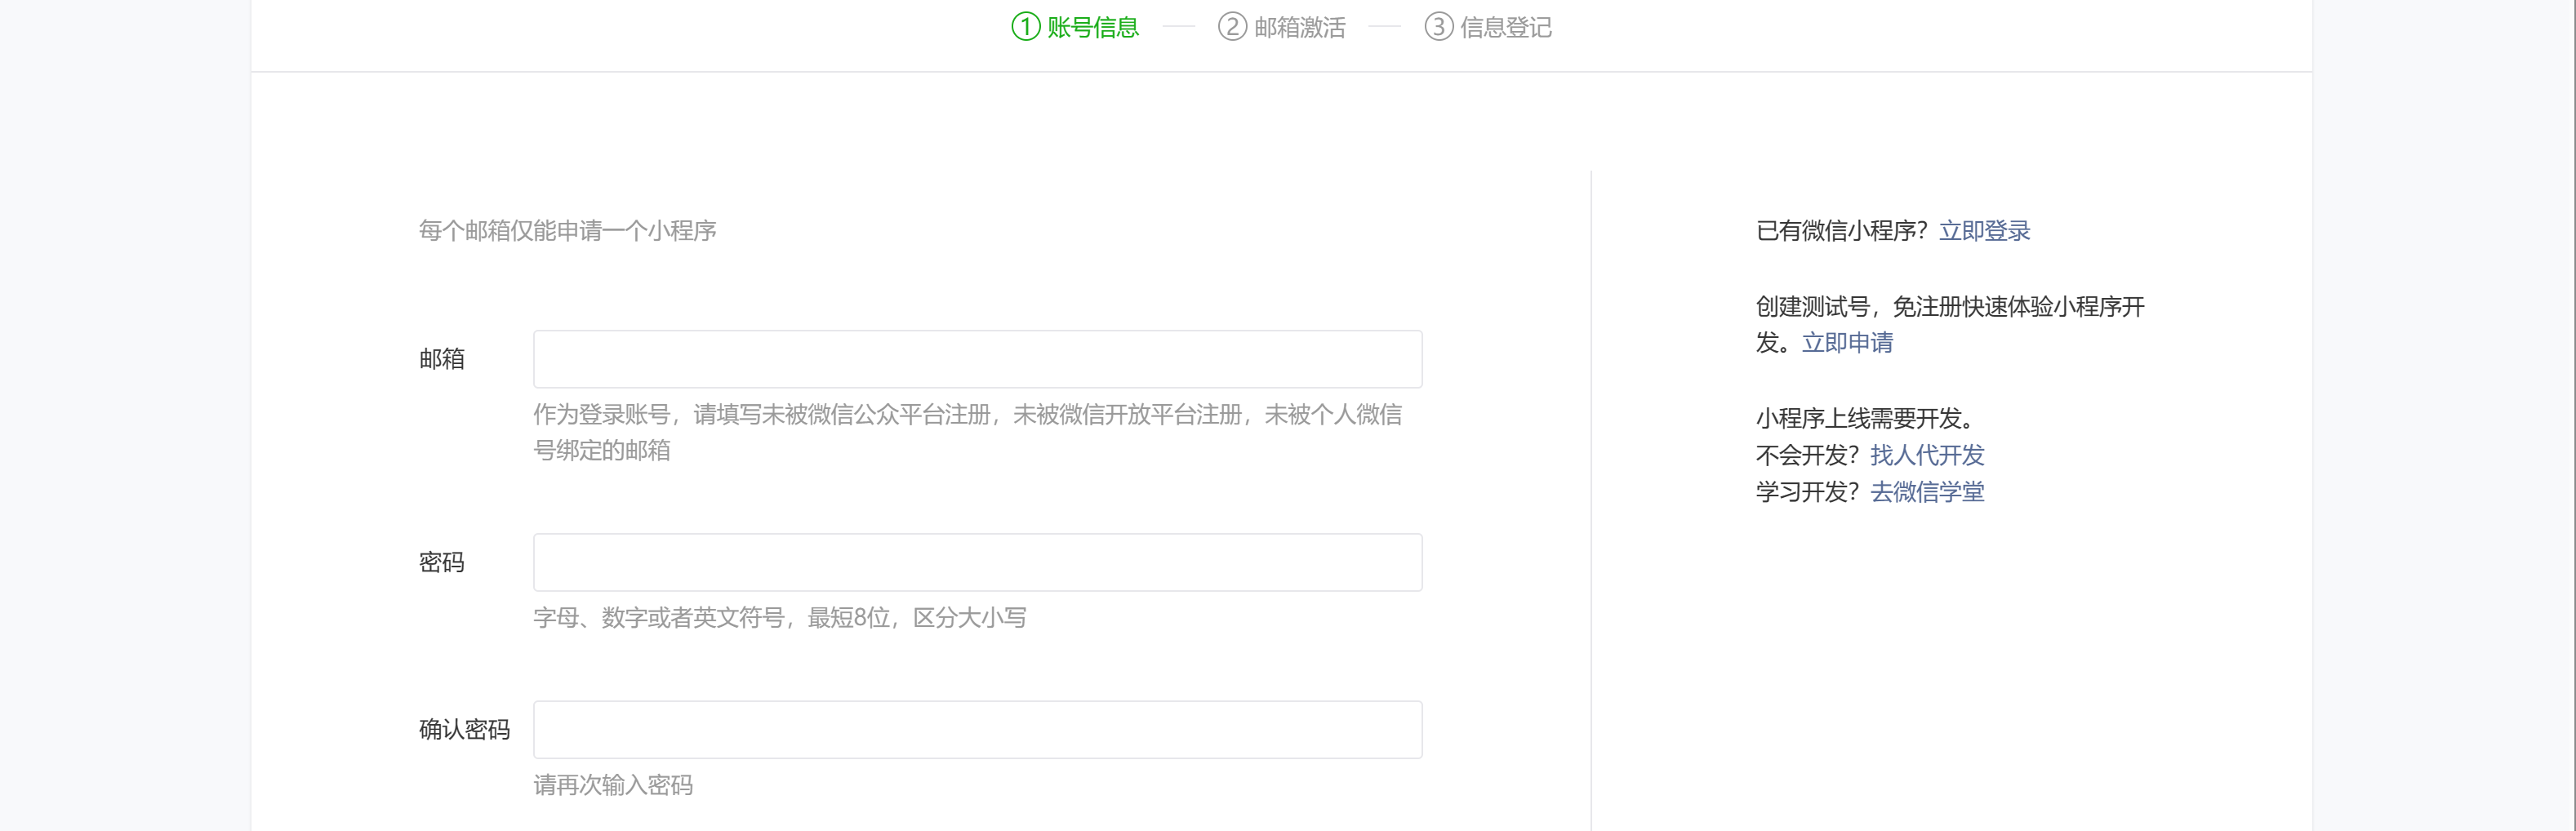 ① 账号信息 ② 邮箱激活 ③ 信息登记
每个邮箱仅能申请一个小程序
邮箱
作为登录账号，请填写未被微信公众平台注册，未被微信开放平台注册，未被个人微信
号绑定的邮箱
密码
字母、数字或者英文符号，最短8位，区分大小写
确认密码
请再次输入密码
已有微信小程序？立即登录
创建测试号，免注册快速体验小程序开
发。立即申请
小程序上线需要开发。
不会开发？找人代开发
学习开发？去微信学堂